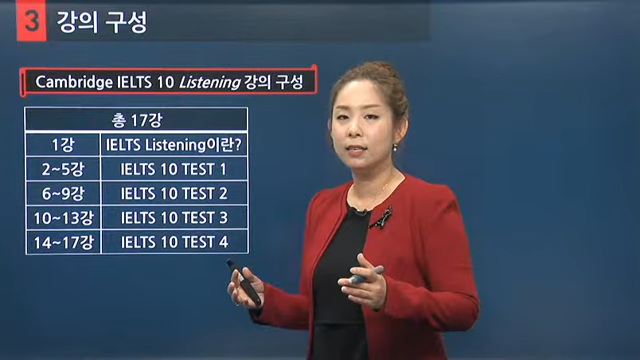 3 강의 구성
Cambridge IELTS 10 Listening 강의 구성
총 17강
1강 IELTS Listening이란?
2~5강 IELTS 10 TEST 1
6~9강 IELTS 10 TEST 2
10~13강 IELTS 10 TEST 3
14~17강 IELTS 10 TEST 4